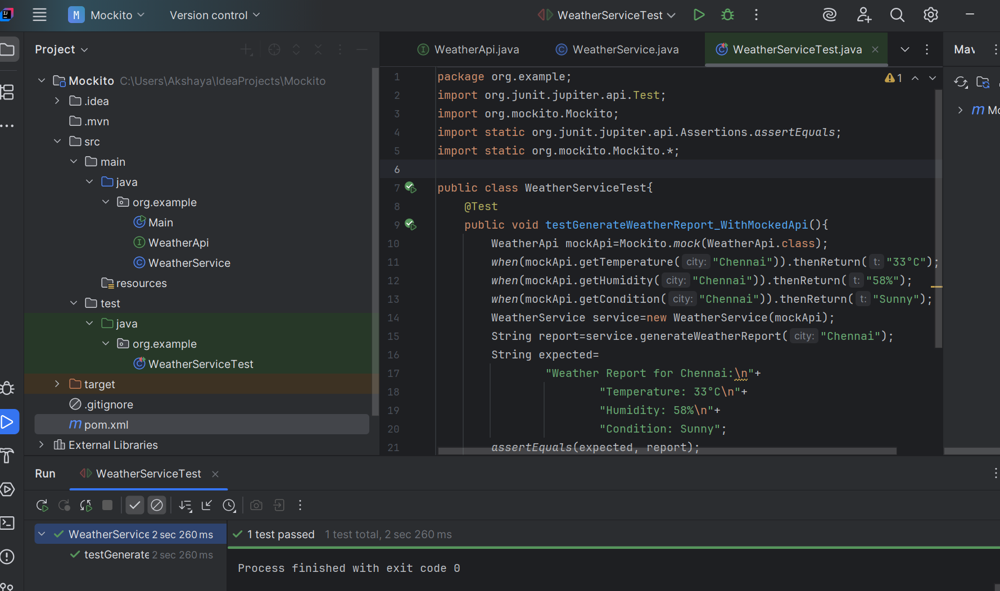 M Mockito Version control WeatherServiceTest
Project
WeatherApi.java WeatherService.java WeatherServiceTest.java
Mav
Mockito C:\Users\Akshaya\IdeaProjects\Mockito
.idea
.mvn
src
main
java
org.example
Main
WeatherApi
WeatherService
resources
test
java
org.example
WeatherServiceTest
target
.gitignore
m pom.xml
External Libraries
1 package org.example;
2 import org.junit.jupiter.api.Test;
3 import org.mockito.Mockito;
4 import static org.junit.jupiter.api.Assertions.assertEquals;
5 import static org.mockito.Mockito.*;
6
7 public class WeatherServiceTest{
8 @Test
9 public void testGenerateWeatherReport_WithMockedApi(){
10 WeatherApi mockApi=Mockito.mock(WeatherApi.class);
11 when(mockApi.getTemperature( city: "Chennai")).thenReturn( t: "33°C");
12 when(mockApi.getHumidity( city: "Chennai")).thenReturn( t: "58%");
13 when(mockApi.getCondition( city: "Chennai")).thenReturn( t: "Sunny");
14 WeatherService service=new WeatherService(mockApi);
15 String report=service.generateWeatherReport( city: "Chennai");
16 String expected=
17 "Weather Report for Chennai:\n"+
18 "Temperature: 33°C\n"+
19 "Humidity: 58%\n"+
20 "Condition: Sunny";
21 assertEquals(expected, report);
1
m Mo
Run WeatherServiceTest
WeatherService 2 sec 260 ms
testGenerate 2 sec 260 ms
1 test passed 1 test total, 2 sec 260 ms
Process finished with exit code 0